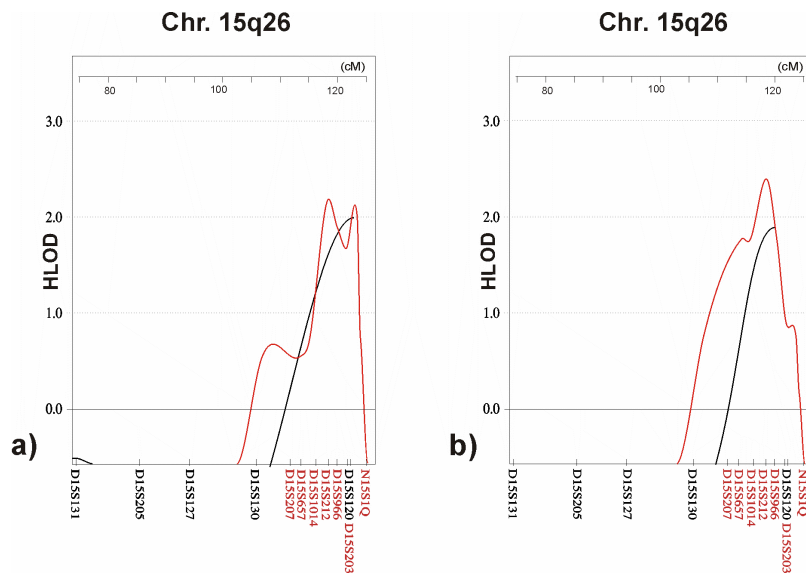 Chr. 15q26
(cM)
80
100
120
3.0
2.0
1.0
0.0
HLOD
a)
D15S131
D15S205
D15S127
D15S130
D15S207
D15S657
D15S1014
D15S212
D15S966
D15S120
D15S203
N15S1Q
Chr. 15q26
(cM)
80
100
120
3.0
2.0
1.0
0.0
HLOD
b)
D15S131
D15S205
D15S127
D15S130
D15S207
D15S657
D15S1014
D15S212
D15S966
D15S120
D15S203
N15S1Q